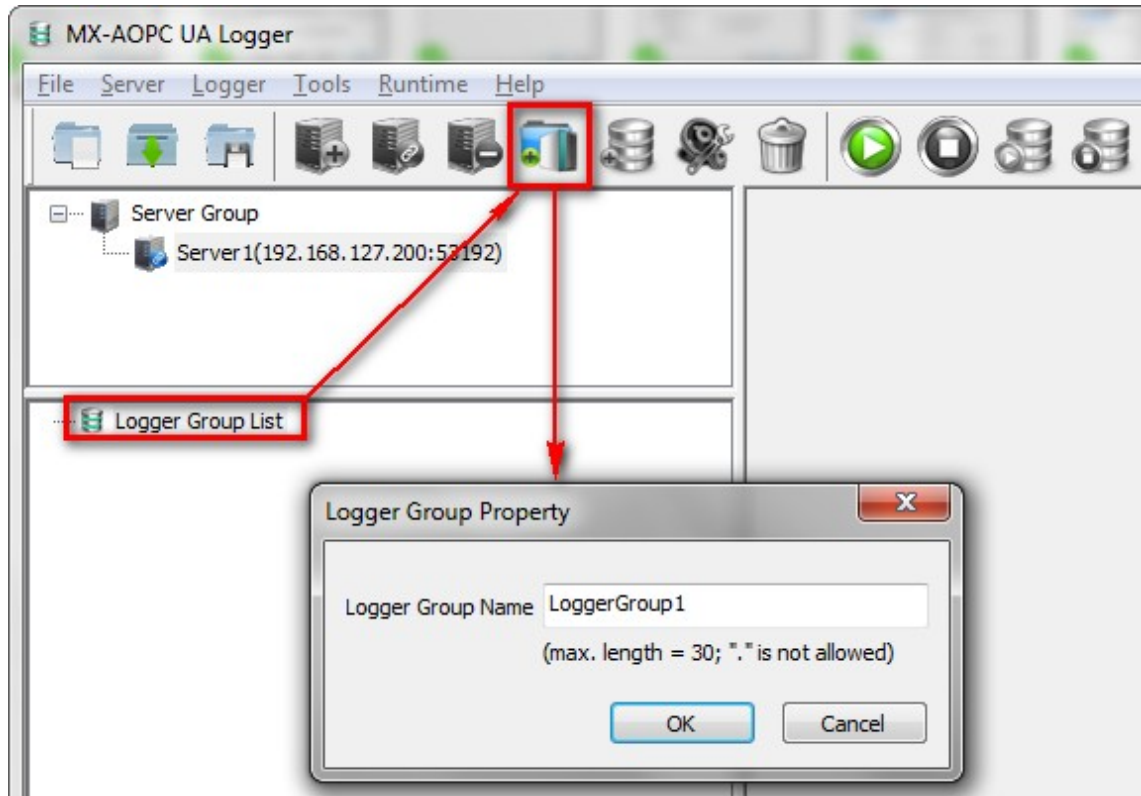 MX-AOPC UA Logger
File Server Logger Tools Runtime Help
Server Group
Server1(192.168.127.200:53192)
Logger Group List
Logger Group Property
Logger Group Name LoggerGroup1
(max. length = 30; "." is not allowed)
OK Cancel